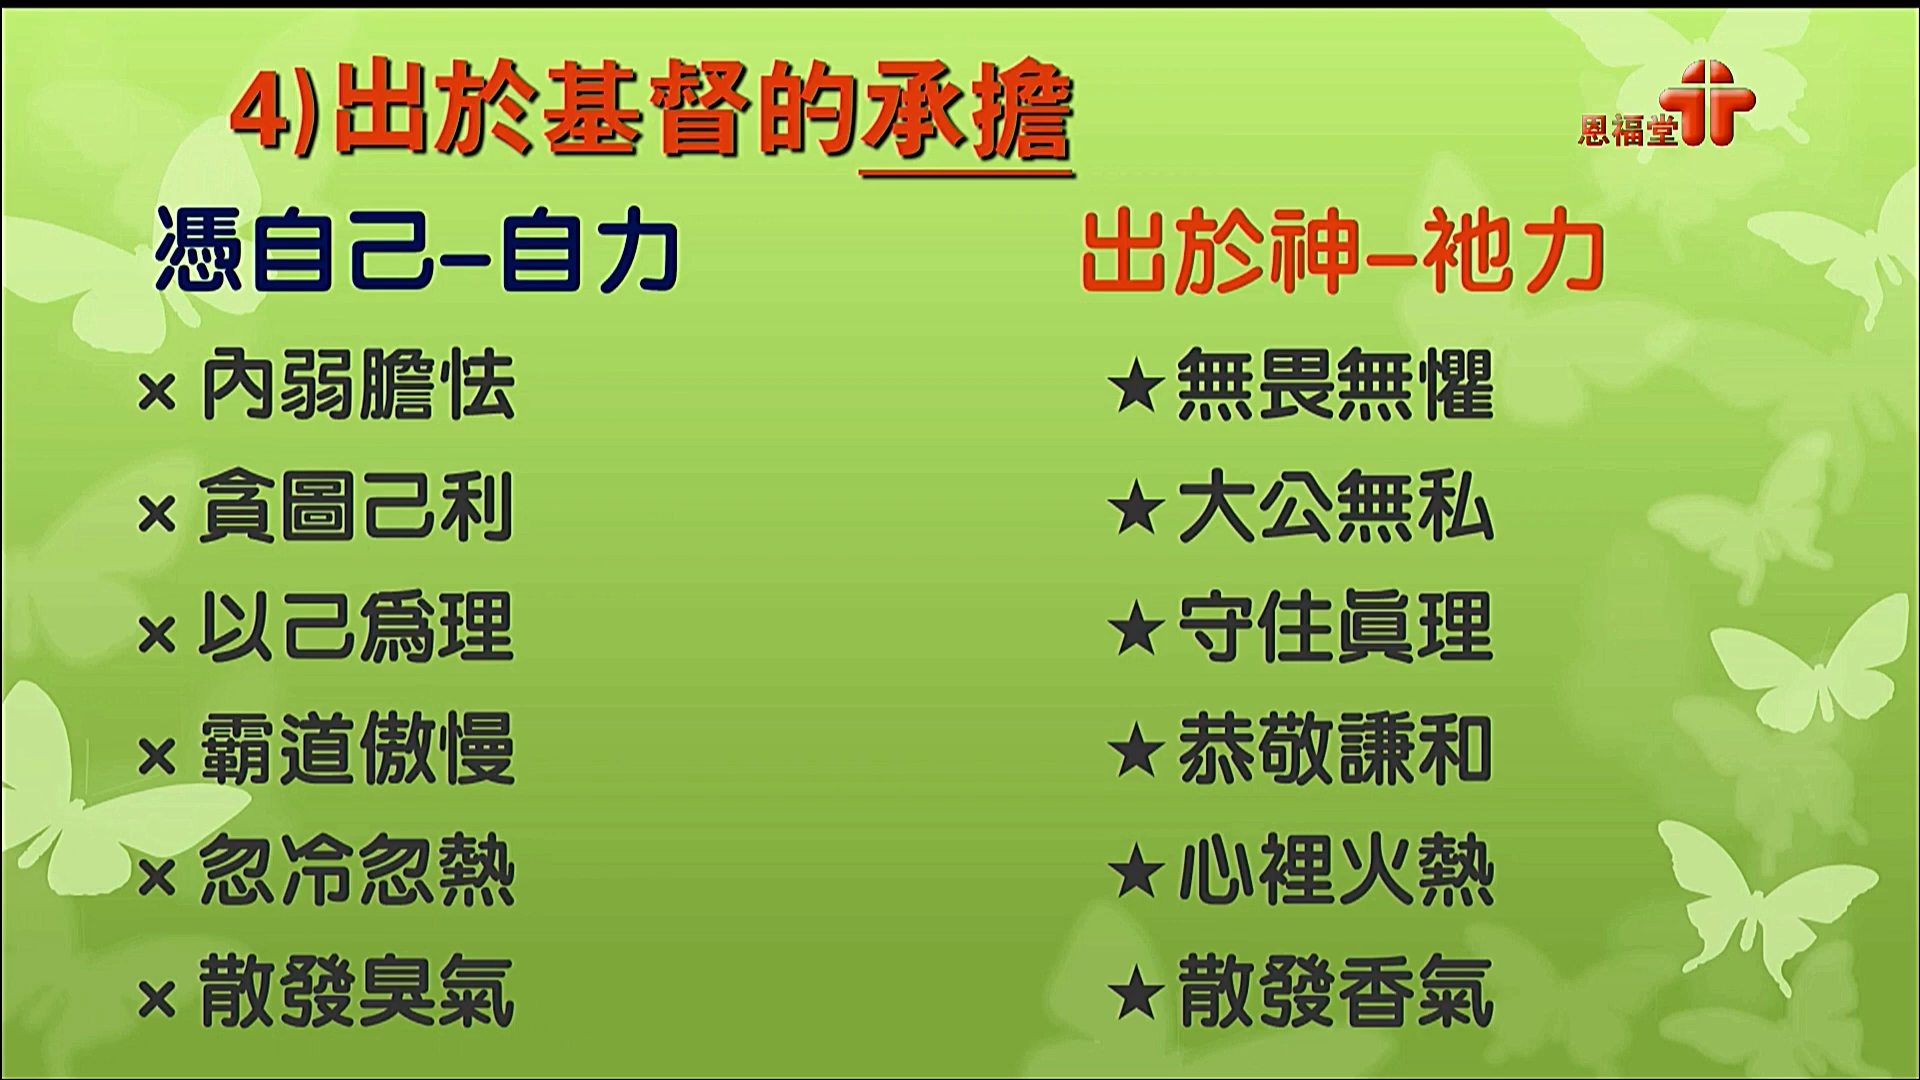 4)出於基督的承擔
恩福堂
憑自己-自力
出於神-祂力
× 內弱膽怯
★無畏無懼
× 貪圖己利
★大公無私
× 以己為理
★守住眞理
× 霸道傲慢
★恭敬謙和
× 忽冷忽熱
★心裡火熱
× 散發臭氣
★散發香氣